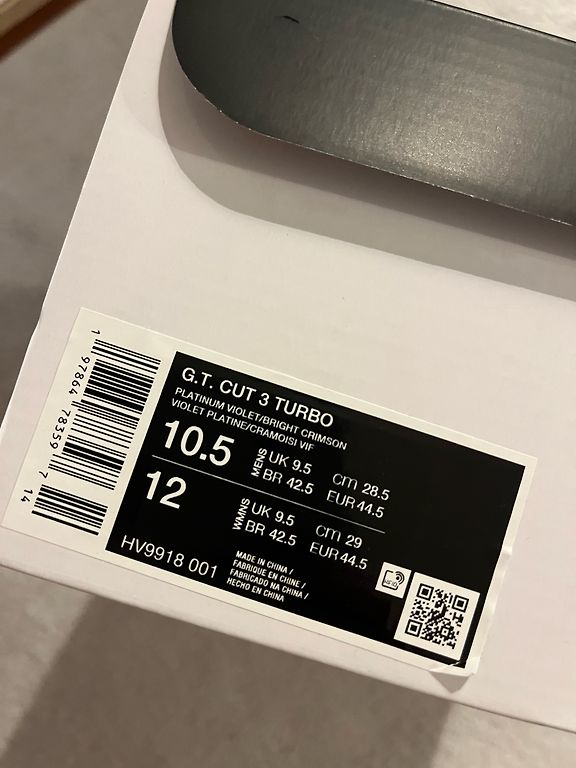 G.T. CUT 3 TURBO
PLATINUM VIOLET/BRIGHT CRIMSON
VIOLET PLATINE/CRAMOISI VIF
10.5 MENS UK 9.5 cm 28.5
BR 42.5 EUR 44.5
12 WMNS UK 9.5 cm 29
BR 42.5 EUR 44.5
HV9918 001
MADE IN CHINA /
FABRIQUE EN CHINE /
FABRICADO NA CHINA /
HECHO EN CHINA
RFID
1 97864 78359 7 14